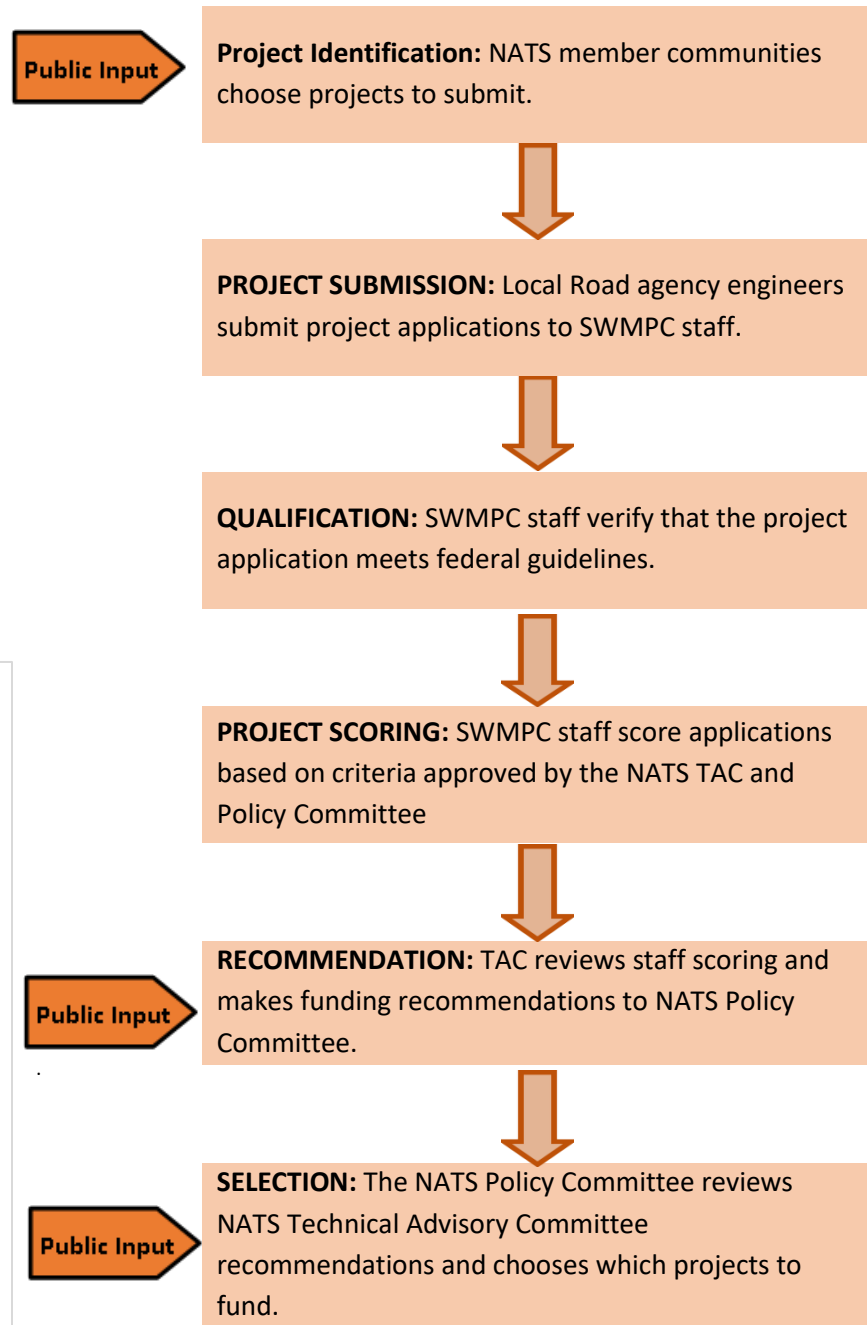 Public Input
Project Identification: NATS member communities
choose projects to submit.
PROJECT SUBMISSION: Local Road agency engineers
submit project applications to SWMPC staff.
QUALIFICATION: SWMPC staff verify that the project
application meets federal guidelines.
PROJECT SCORING: SWMPC staff score applications
based on criteria approved by the NATS TAC and
Policy Committee
Public Input
.
RECOMMENDATION: TAC reviews staff scoring and
makes funding recommendations to NATS Policy
Committee.
Public Input
SELECTION: The NATS Policy Committee reviews
NATS Technical Advisory Committee
recommendations and chooses which projects to
fund.